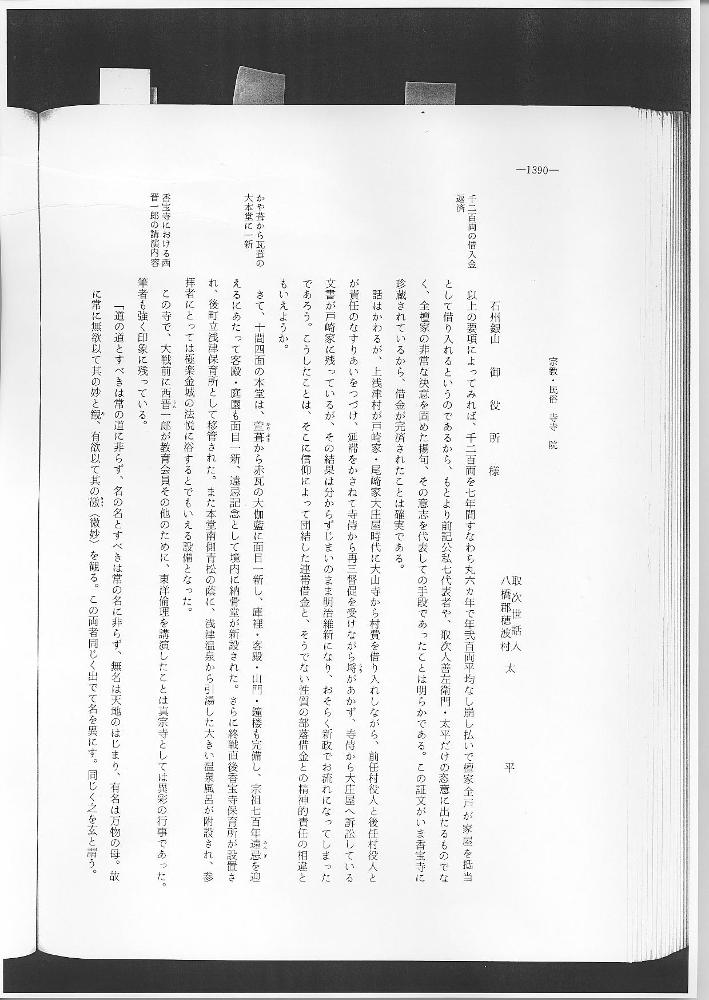 ―1390―
宗教・民俗　寺寺　院
取次世話人
八橋郡穂波村　太　　　　　　　平
石州銀山　御　役　所　様
千二百両の借入金
返済
以上の要項によってみれば、千二百両を七年間すなわち丸六ヵ年で年弐百両平均なし崩し払いで檀家全戸が家屋を抵当
として借り入れるというのであるから、もとより前記公私七代表者や、取次人善左衛門・太平だけの恣意に出たるものでな
く、全檀家の非常な決意を固めた揚句、その意志を代表しての手段であったことは明らかである。この証文がいま香宝寺に
珍蔵されているから、借金が完済されたことは確実である。
話はかわるが、上浅津村が戸崎家・尾崎家大庄屋時代に大山寺から村費を借り入れしながら、前任村役人と後任村役人と
が責任のなすりあいをつづけ、延滞をかさねて寺侍から再三督促を受けながら埒があかず、寺侍から大庄屋へ訴訟している
文書が戸崎家に残っているが、その結果は分からずじまいのまま明治維新になり、おそらく新政でお流れになってしまった
であろう。こうしたことは、そこに信仰によって団結した連帯借金と、そうでない性質の部落借金との精神的責任の相違と
もいえようか。
かや葺から瓦葺の
大本堂に一新
さて、十間四面の本堂は、萱葺から赤瓦の大伽藍に面目一新し、庫裡・客殿・山門・鐘楼も完備し、宗祖七百年遠忌を迎
えるにあたって客殿・庭園も面目一新、遠忌記念として境内に納骨堂が新設された。さらに終戦直後香宝寺保育所が設置さ
れ、後町立浅津保育所として移管された。また本堂南側青松の蔭に、浅津温泉から引湯した大きい温泉風呂が附設され、参
拝者にとっては極楽金城の法悦に浴するとでもいえる設備となった。
香宝寺における西
晋一郎の講演内容
この寺で、大戦前に西晋一郎が教育会員その他のために、東洋倫理を講演したことは真宗寺としては異彩の行事であった。
筆者も強く印象に残っている。
「道の道とすべきは常の道に非らず、名の名とすべきは常の名に非らず、無名は天地のはじまり、有名は万物の母。故
に常に無欲以て其の妙と観、有欲以て其の徼〈微妙〉を観る。この両者同じく出でて名を異にす。同じく之を玄と謂う。